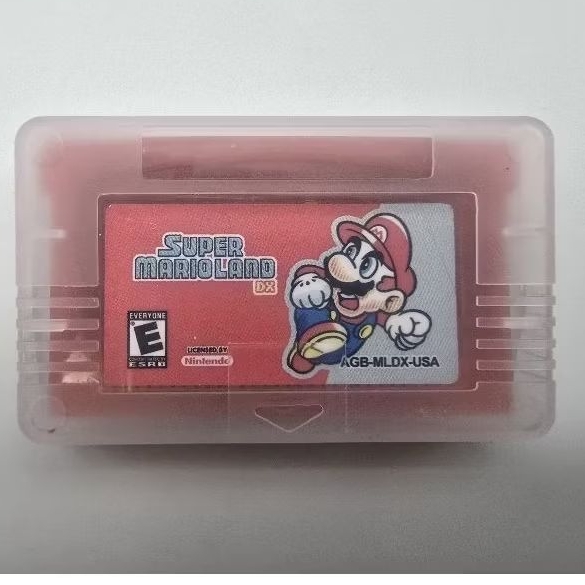 SUPER
MARIOLAND
DX
EVERYONE
E
ESRB
LICENSED BY
Nintendo
M
AGB-MLDX-USA